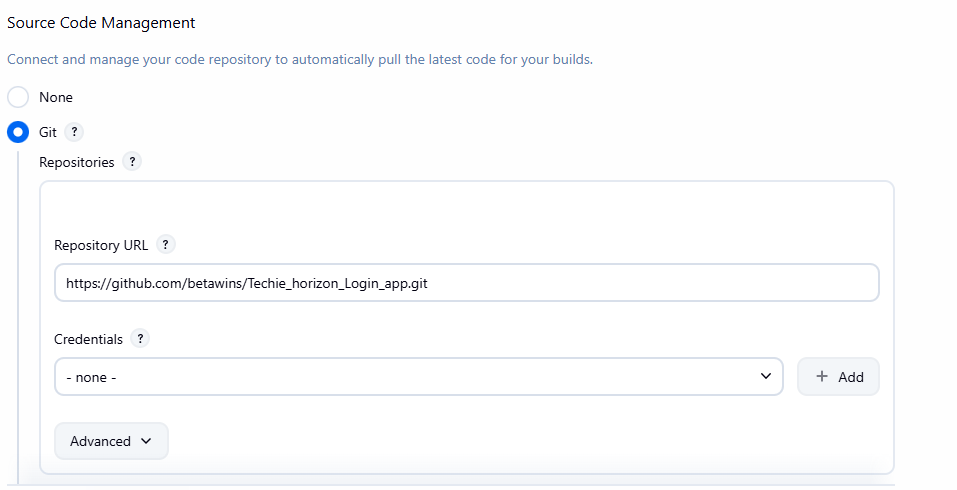 Source Code Management
Connect and manage your code repository to automatically pull the latest code for your builds.
None
Git ?
Repositories ?
Repository URL ?
https://github.com/betawins/Techie_horizon_Login_app.git
Credentials ?
- none -
+ Add
Advanced